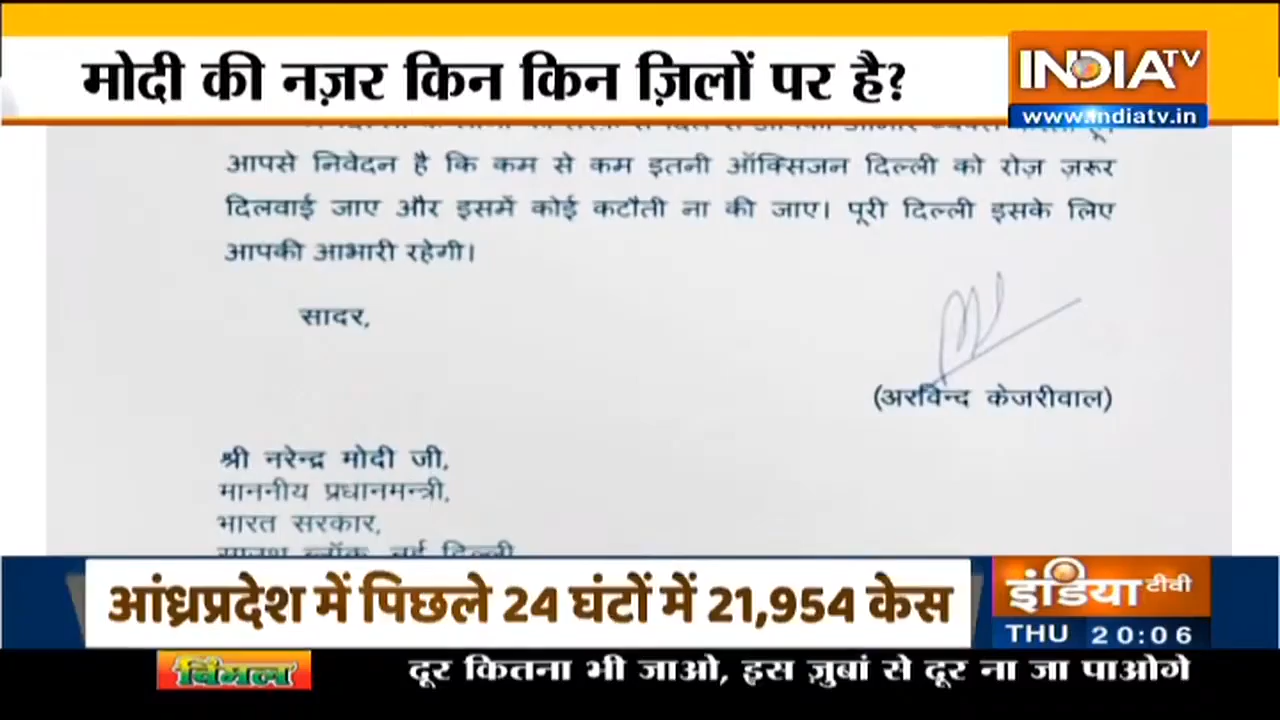 मोदी की नज़र किन किन ज़िलों पर है?
INDIA TV
www.indiatv.in
आपसे निवेदन है कि कम से कम इतनी ऑक्सिजन दिल्ली को रोज़ ज़रूर
दिलवाई जाए और इसमें कोई कटौती ना की जाए। पूरी दिल्ली इसके लिए
आपकी आभारी रहेगी।
सादर,
(अरविन्द केजरीवाल)
श्री नरेन्द्र मोदी जी,
माननीय प्रधानमन्त्री,
भारत सरकार,
साउथ ब्लॉक, नई दिल्ली
आंध्रप्रदेश में पिछले 24 घंटों में 21,954 केस
इंडिया टीवी
THU 20:06
विमल
दूर कितना भी जाओ, इस ज़ुबां से दूर ना जा पाओगे